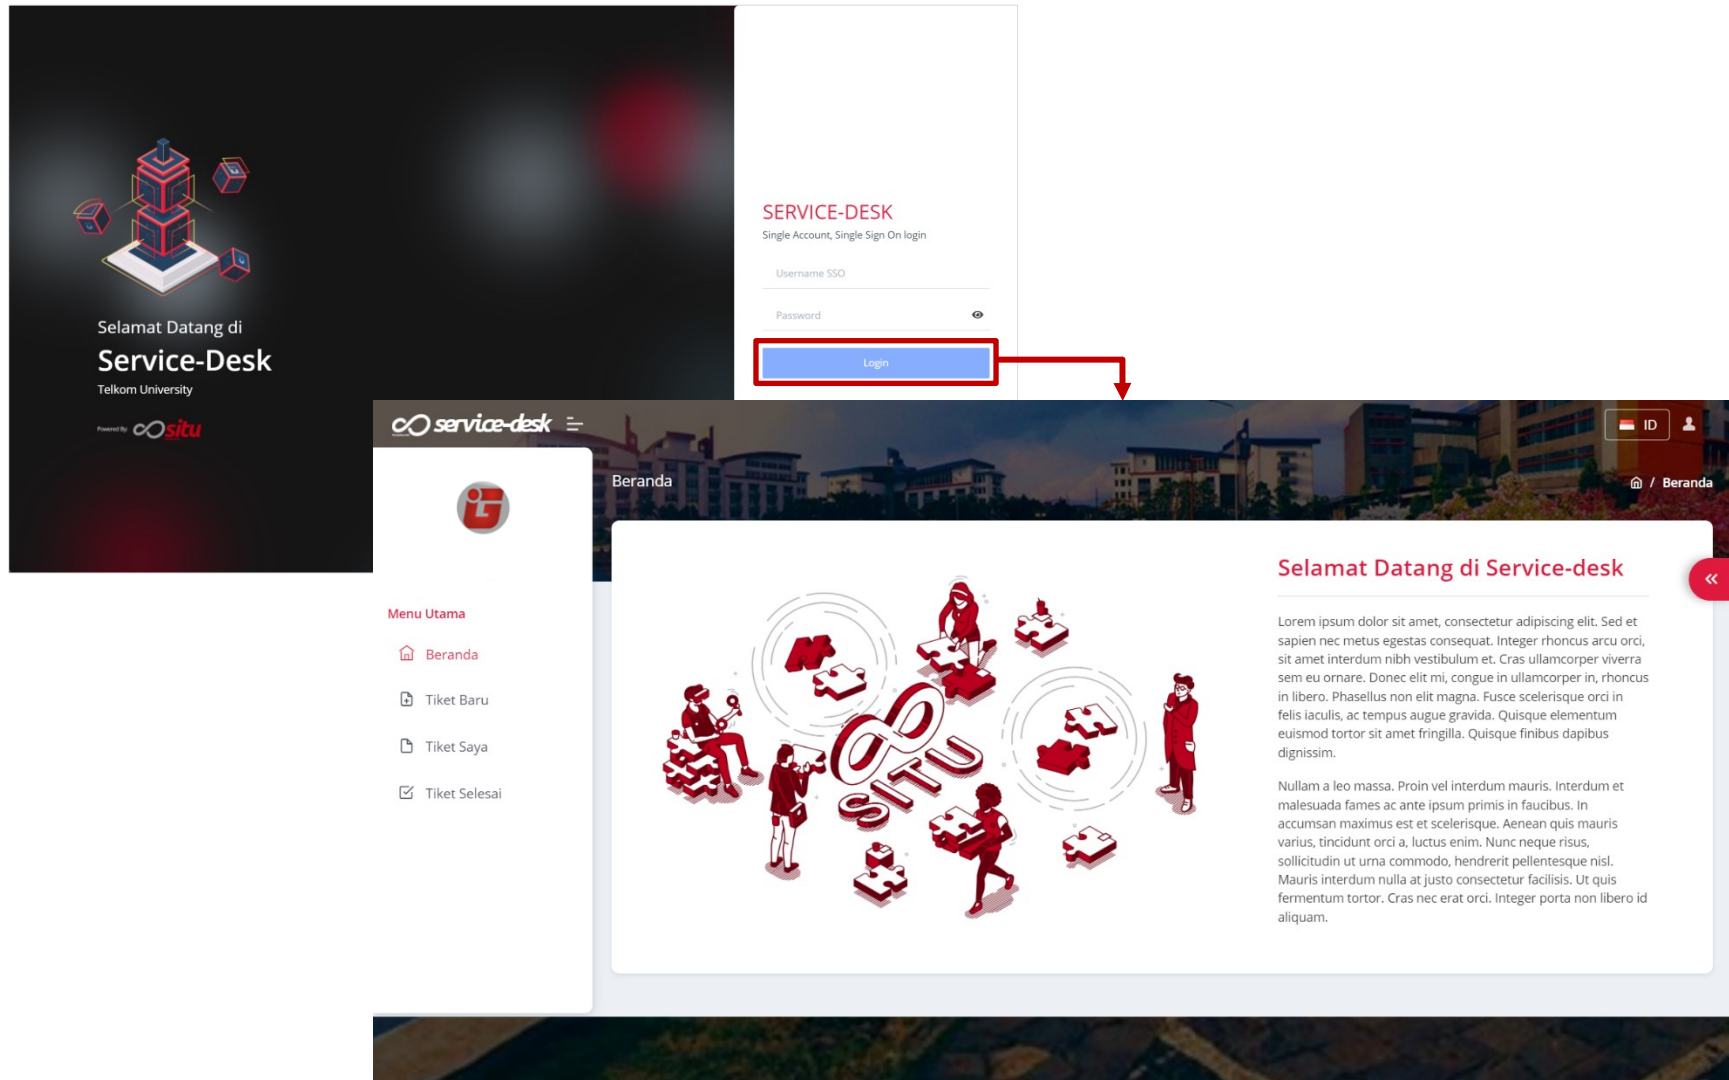 Selamat Datang di
Service-Desk
Telkom University
Powered By
situ
SERVICE-DESK
Single Account, Single Sign On login
Username SSO
Password
Login
service-desk
ID
Beranda
/ Beranda
Menu Utama
Beranda
Tiket Baru
Tiket Saya
Tiket Selesai
SITU
Selamat Datang di Service-desk
Lorem ipsum dolor sit amet, consectetur adipiscing elit. Sed et
sapien nec metus egestas consequat. Integer rhoncus arcu orci,
sit amet interdum nibh vestibulum et. Cras ullamcorper viverra
sem eu ornare. Donec elit mi, congue in ullamcorper in, rhoncus
in libero. Phasellus non elit magna. Fusce scelerisque orci in
felis iaculis, ac tempus augue gravida. Quisque elementum
euismod tortor sit amet fringilla. Quisque finibus dapibus
dignissim.
Nullam a leo massa. Proin vel interdum mauris. Interdum et
malesuada fames ac ante ipsum primis in faucibus. In
accumsan maximus est et scelerisque. Aenean quis mauris
varius, tincidunt orci a, luctus enim. Nunc neque risus,
sollicitudin ut urna commodo, hendrerit pellentesque nisl.
Mauris interdum nulla at justo consectetur facilisis. Ut quis
fermentum tortor. Cras nec erat orci. Integer porta non libero id
aliquam.